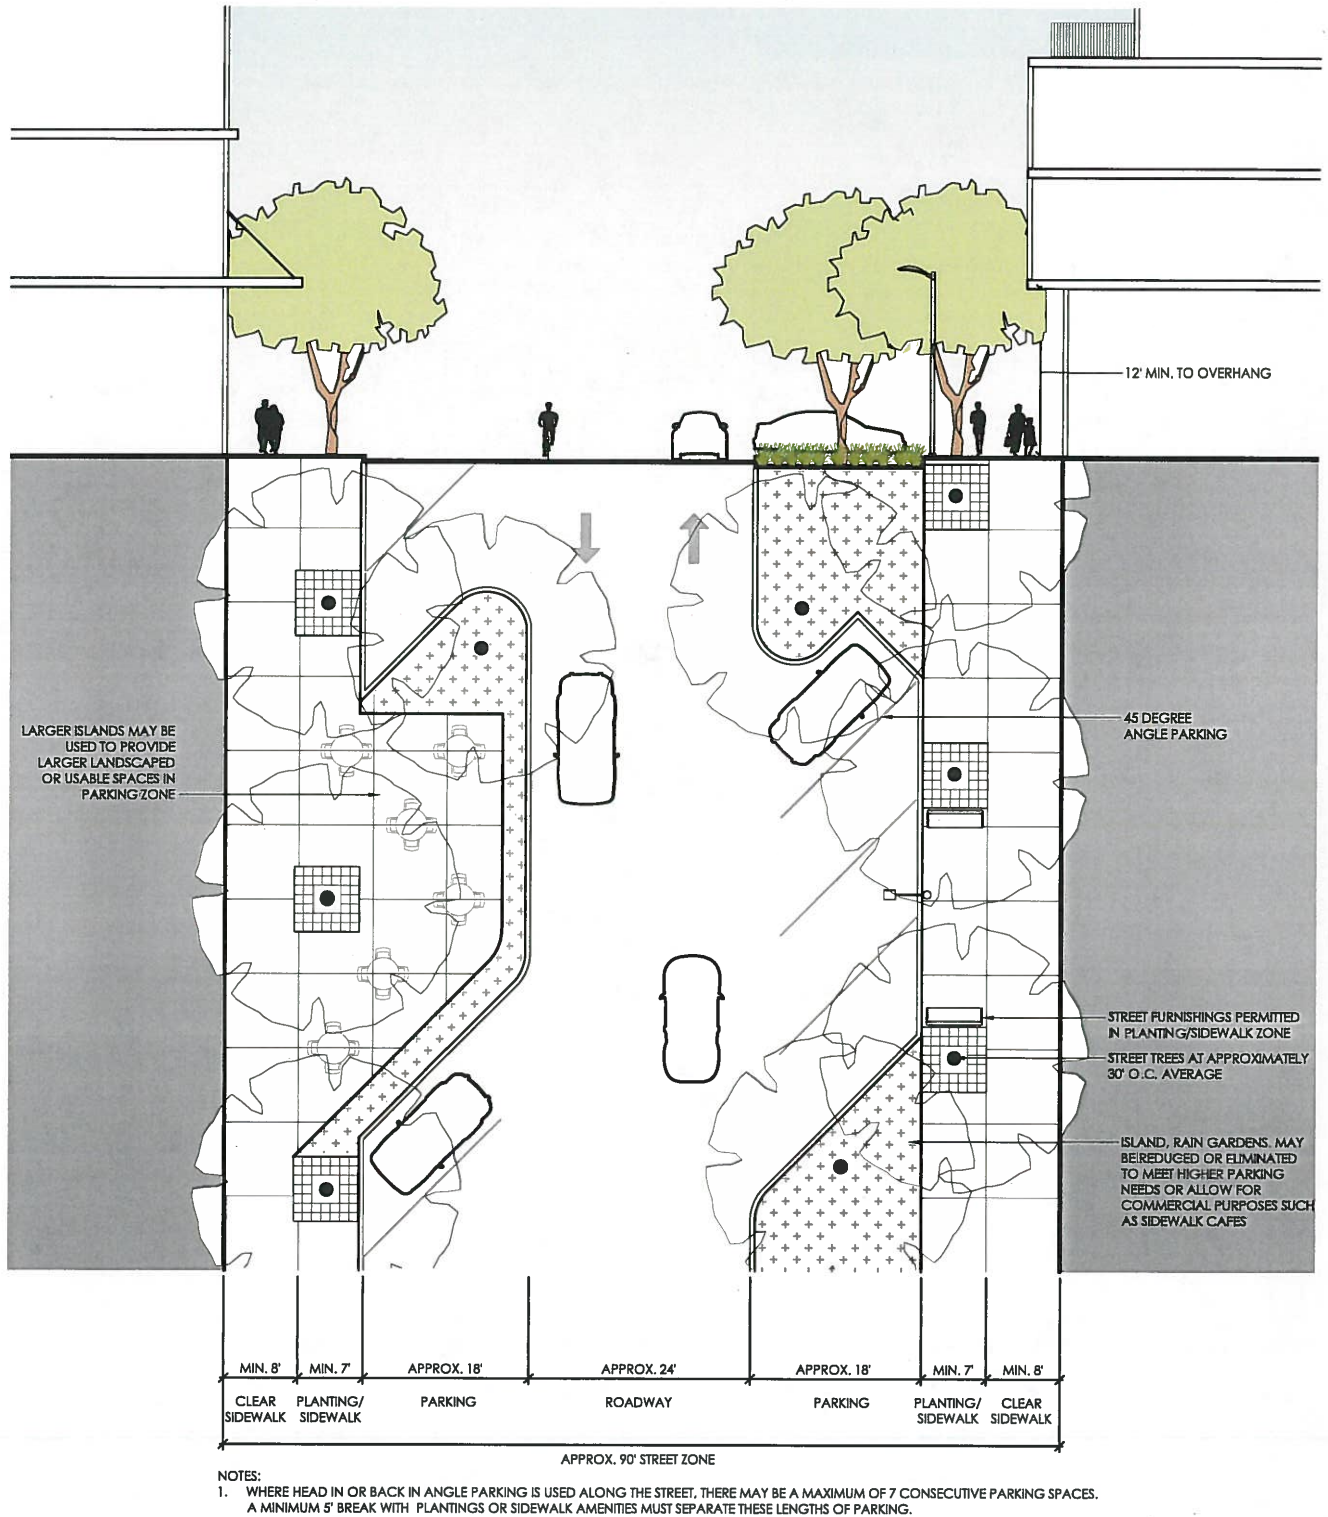 12' MIN. TO OVERHANG
45 DEGREE
ANGLE PARKING
LARGER ISLANDS MAY BE
USED TO PROVIDE
LARGER LANDSCAPED
OR USABLE SPACES IN
PARKING ZONE
STREET FURNISHINGS PERMITTED
IN PLANTING/SIDEWALK ZONE
STREET TREES AT APPROXIMATELY
30' O.C. AVERAGE
ISLAND, RAIN GARDENS. MAY
BE REDUCED OR ELIMINATED
TO MEET HIGHER PARKING
NEEDS OR ALLOW FOR
COMMERCIAL PURPOSES SUCH
AS SIDEWALK CAFES
MIN. 8' MIN. 7' APPROX. 18' APPROX. 24' APPROX. 18' MIN. 7' MIN. 8'
CLEAR PLANTING/ PARKING ROADWAY PARKING PLANTING/ CLEAR
SIDEWALK SIDEWALK SIDEWALK SIDEWALK
APPROX. 90' STREET ZONE
NOTES:
1. WHERE HEAD IN OR BACK IN ANGLE PARKING IS USED ALONG THE STREET, THERE MAY BE A MAXIMUM OF 7 CONSECUTIVE PARKING SPACES.
A MINIMUM 5' BREAK WITH PLANTINGS OR SIDEWALK AMENITIES MUST SEPARATE THESE LENGTHS OF PARKING.